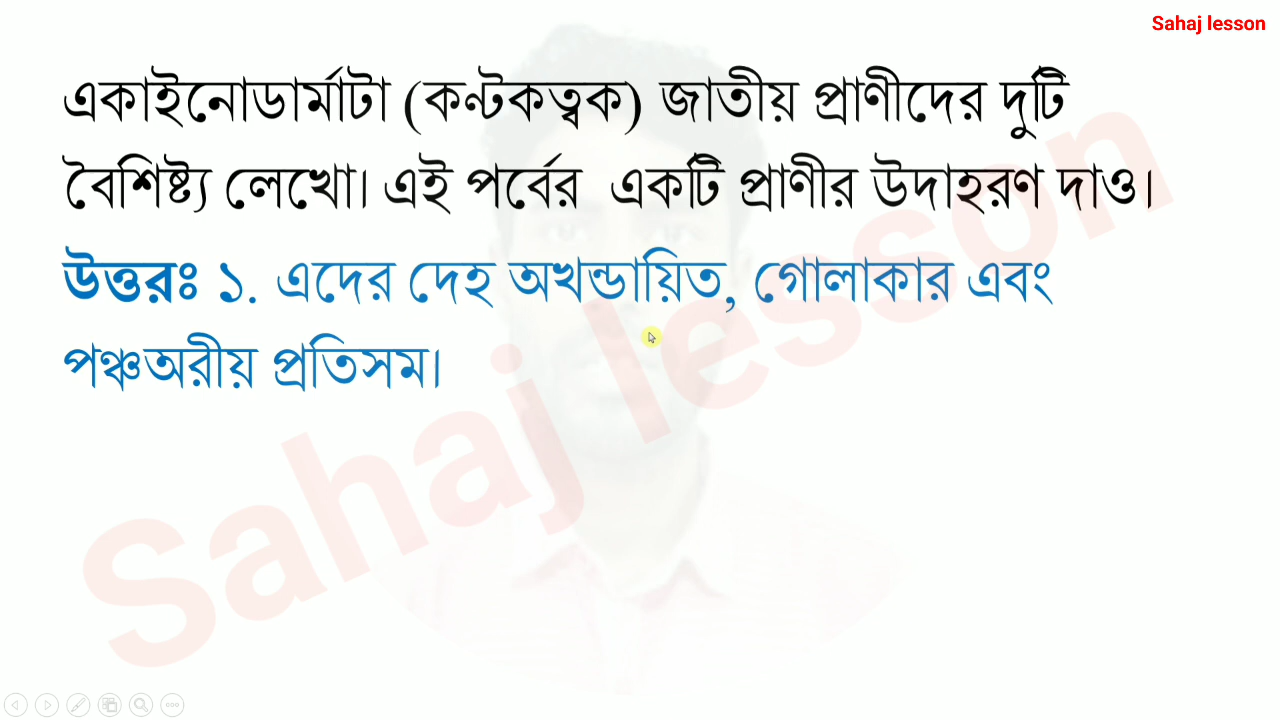 Sahaj lesson
একাইনোডার্মাটা (কন্টকত্বক) জাতীয় প্রাণীদের দুটি
বৈশিষ্ট্য লেখো। এই পর্বের একটি প্রাণীর উদাহরণ দাও।
উত্তরঃ ১. এদের দেহ অখন্ডায়িত, গোলাকার এবং
পঞ্চঅরীয় প্রতিসম।
Sahaj lesson